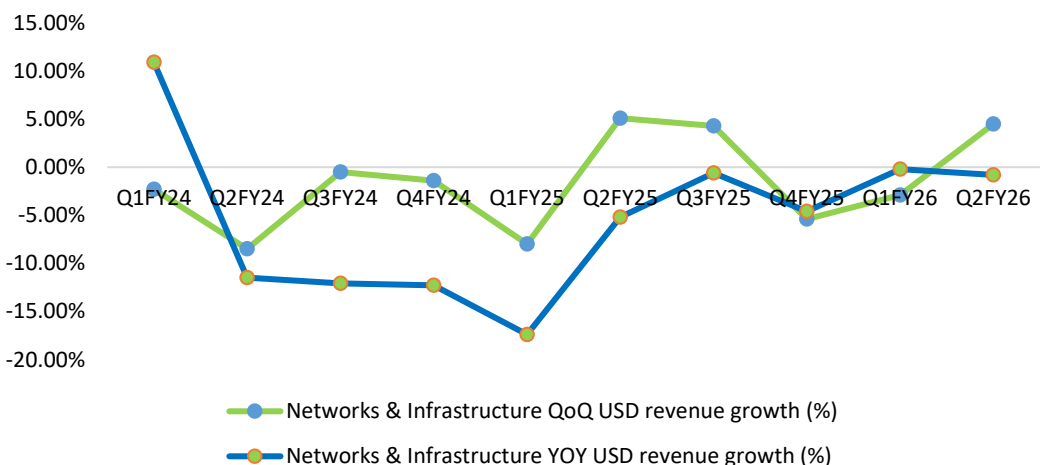 15.00%
10.00%
5.00%
0.00%
Q1FY24 Q2FY24 Q3FY24 Q4FY24 Q1FY25 Q2FY25 Q3FY25 Q4FY25 Q1FY26 Q2FY26
-5.00%
-10.00%
-15.00%
-20.00%
Networks & Infrastructure QoQ USD revenue growth (%)
Networks & Infrastructure YOY USD revenue growth (%)